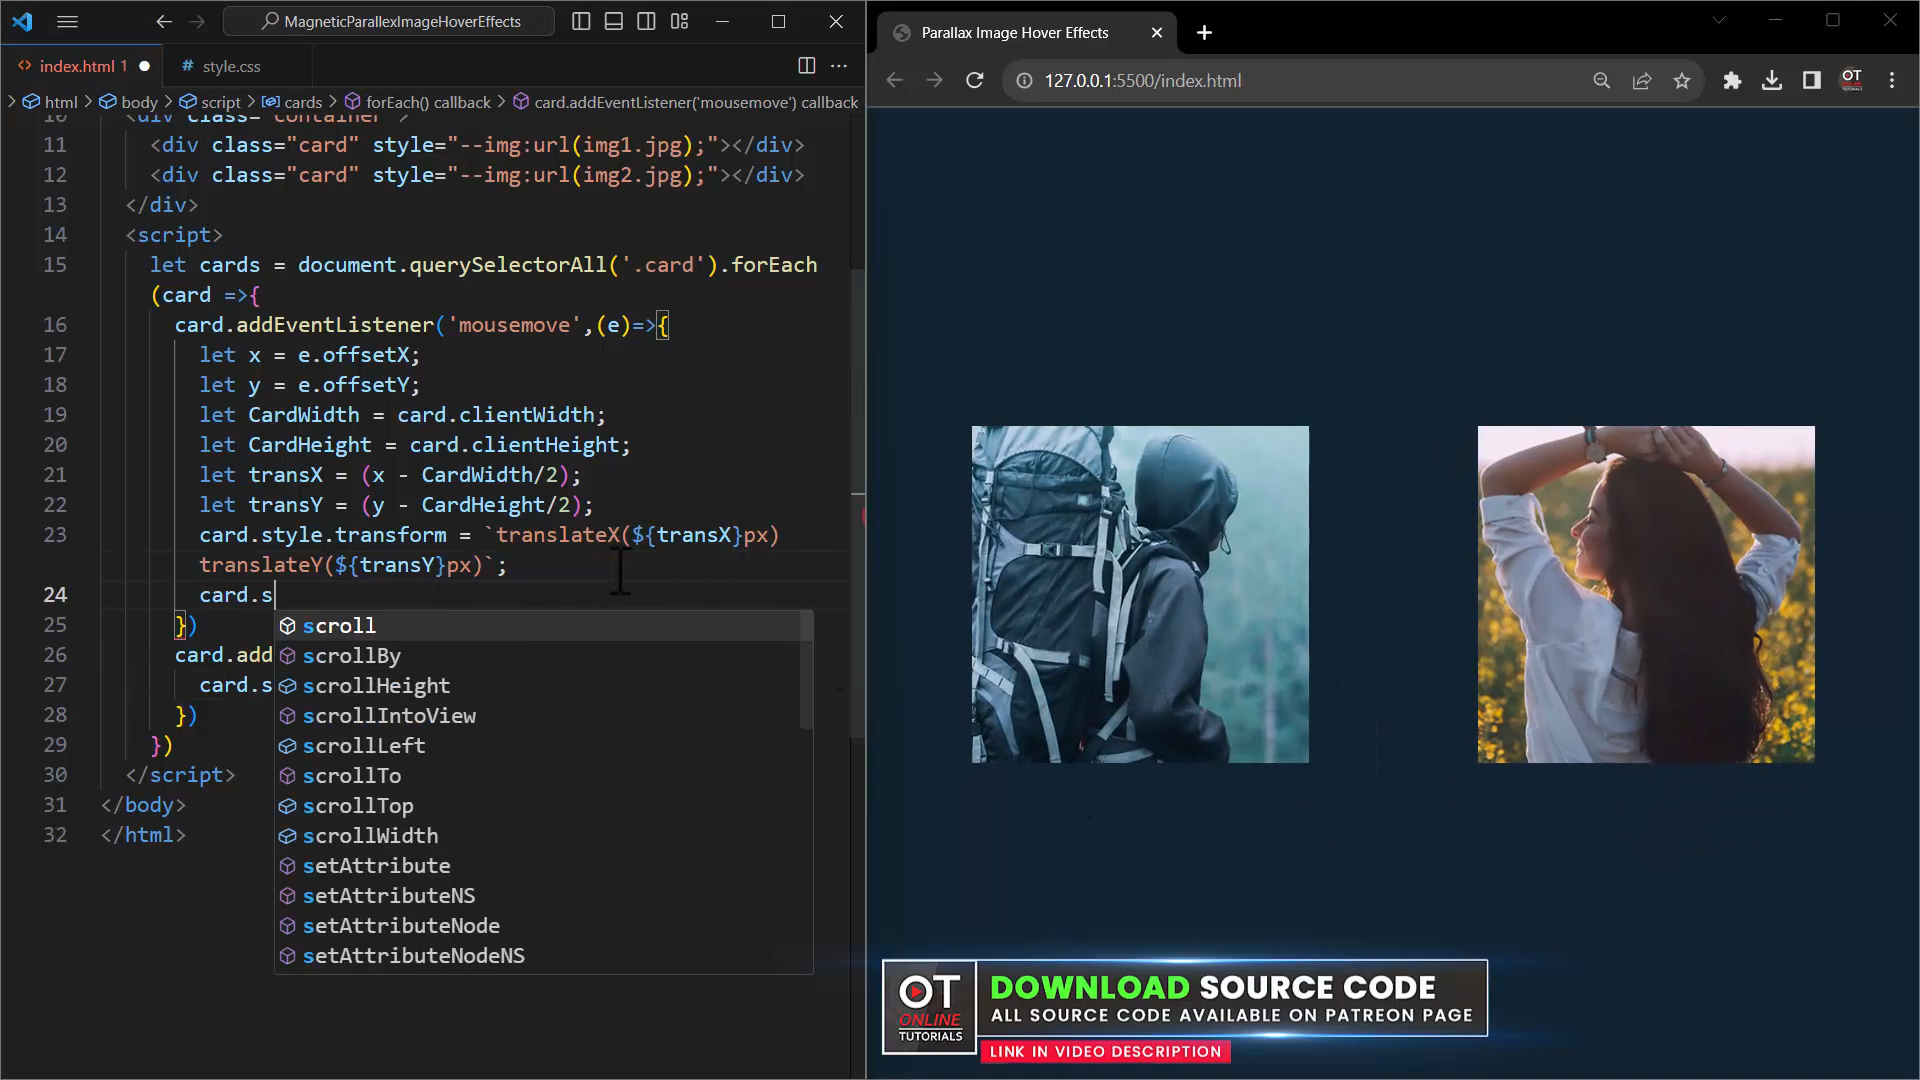 MagneticParallexImageHoverEffects
index.html 1
# style.css
html
body
script
cards
forEach() callback
card.addEventListener('mousemove') callback
10 <div class="container">
11 <div class="card" style="--img:url(img1.jpg);"></div>
12 <div class="card" style="--img:url(img2.jpg);"></div>
13 </div>
14 <script>
15 let cards = document.querySelectorAll('.card').forEach
(card =>{
16 card.addEventListener('mousemove',(e)=>{
17 let x = e.offsetX;
18 let y = e.offsetY;
19 let CardWidth = card.clientWidth;
20 let CardHeight = card.clientHeight;
21 let transX = (x - CardWidth/2);
22 let transY = (y - CardHeight/2);
23 card.style.transform = `translateX(${transX}px)
translateY(${transY}px)`;
24 card.s
25 })
26 card.add
27 card.s
28 })
29 })
30 </script>
31 </body>
32 </html>
scroll
scrollBy
scrollHeight
scrollIntoView
scrollLeft
scrollTo
scrollTop
scrollWidth
setAttribute
setAttributeNS
setAttributeNode
setAttributeNodeNS
Parallax Image Hover Effects
127.0.0.1:5500/index.html
OT
OT
ONLINE
TUTORIALS
DOWNLOAD SOURCE CODE
ALL SOURCE CODE AVAILABLE ON PATREON PAGE
LINK IN VIDEO DESCRIPTION